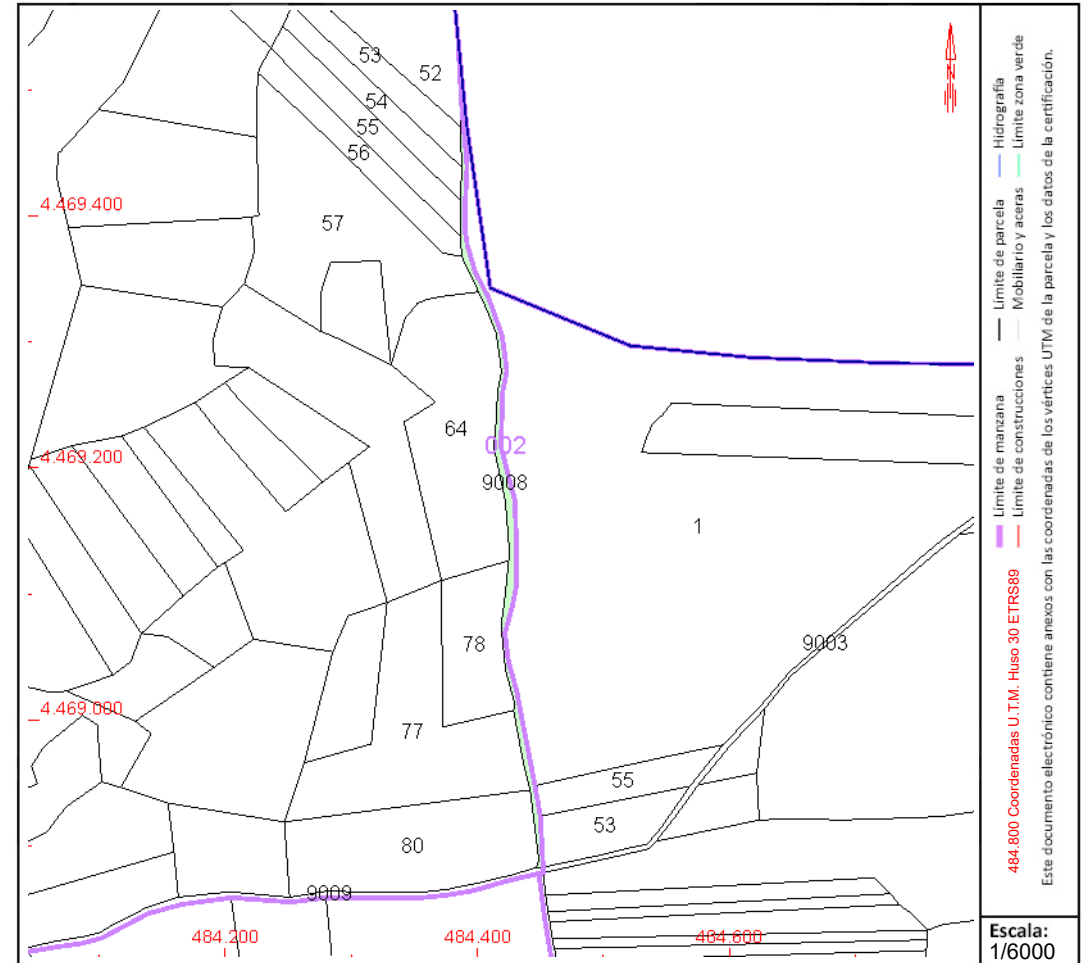 53
52
54
55
56
4.469.400
57
64
002
4.469.200
9008
1
78
9003
4.469.000
77
55
53
80
9009
484.200
484.400
484.600
N
Hidrografía
Límite zona verde
Límite de parcela
Mobiliario y aceras
Límite de manzana
Límite de construcciones
484.800 Coordenadas U.T.M. Huso 30 ETRS89
Este documento electrónico contiene anexos con las coordenadas de los vértices UTM de la parcela y los datos de la certificación.
Escala:
1/6000